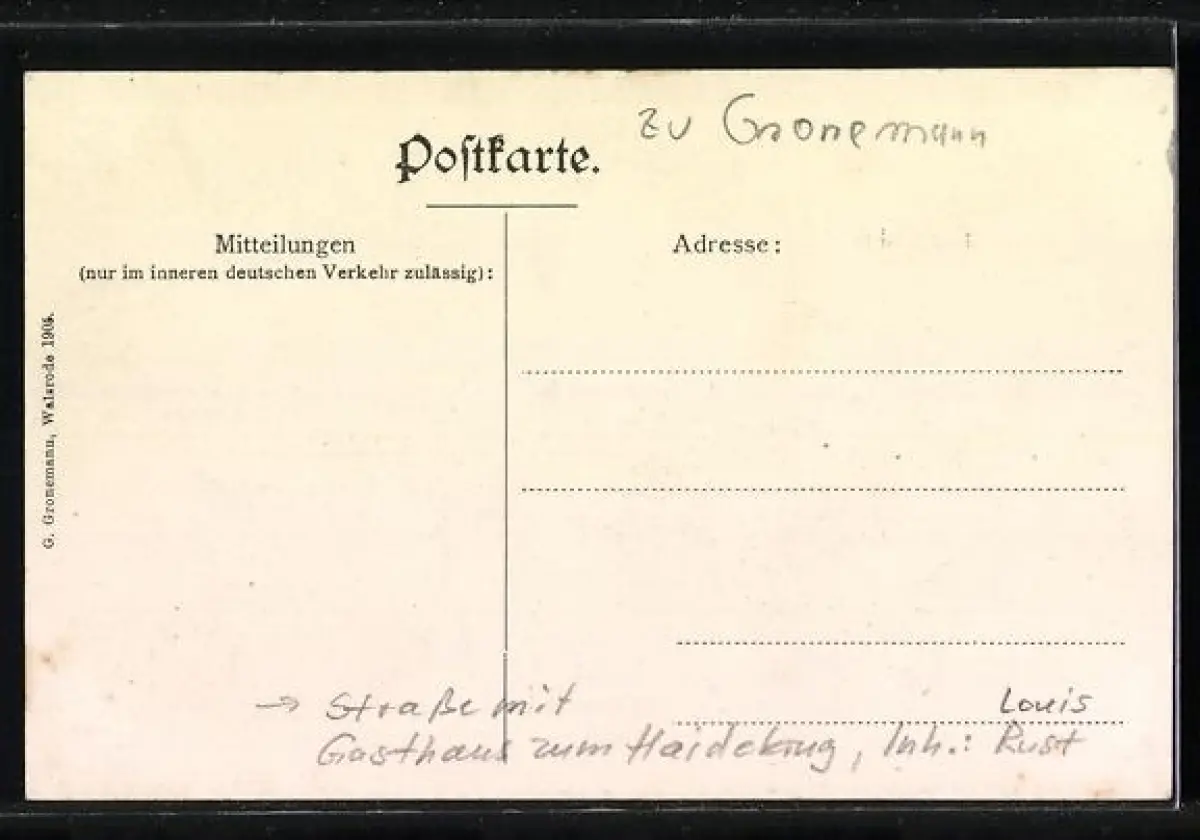 zu Gronemann
Poſtkarte.
Mitteilungen
(nur im inneren deutschen Verkehr zulässig):
Adresse:
G. Gronemann, Walsrode 1905.
→ Straße mit
Louis
Gasthaus zum Haidekrug, Inh.: Rust